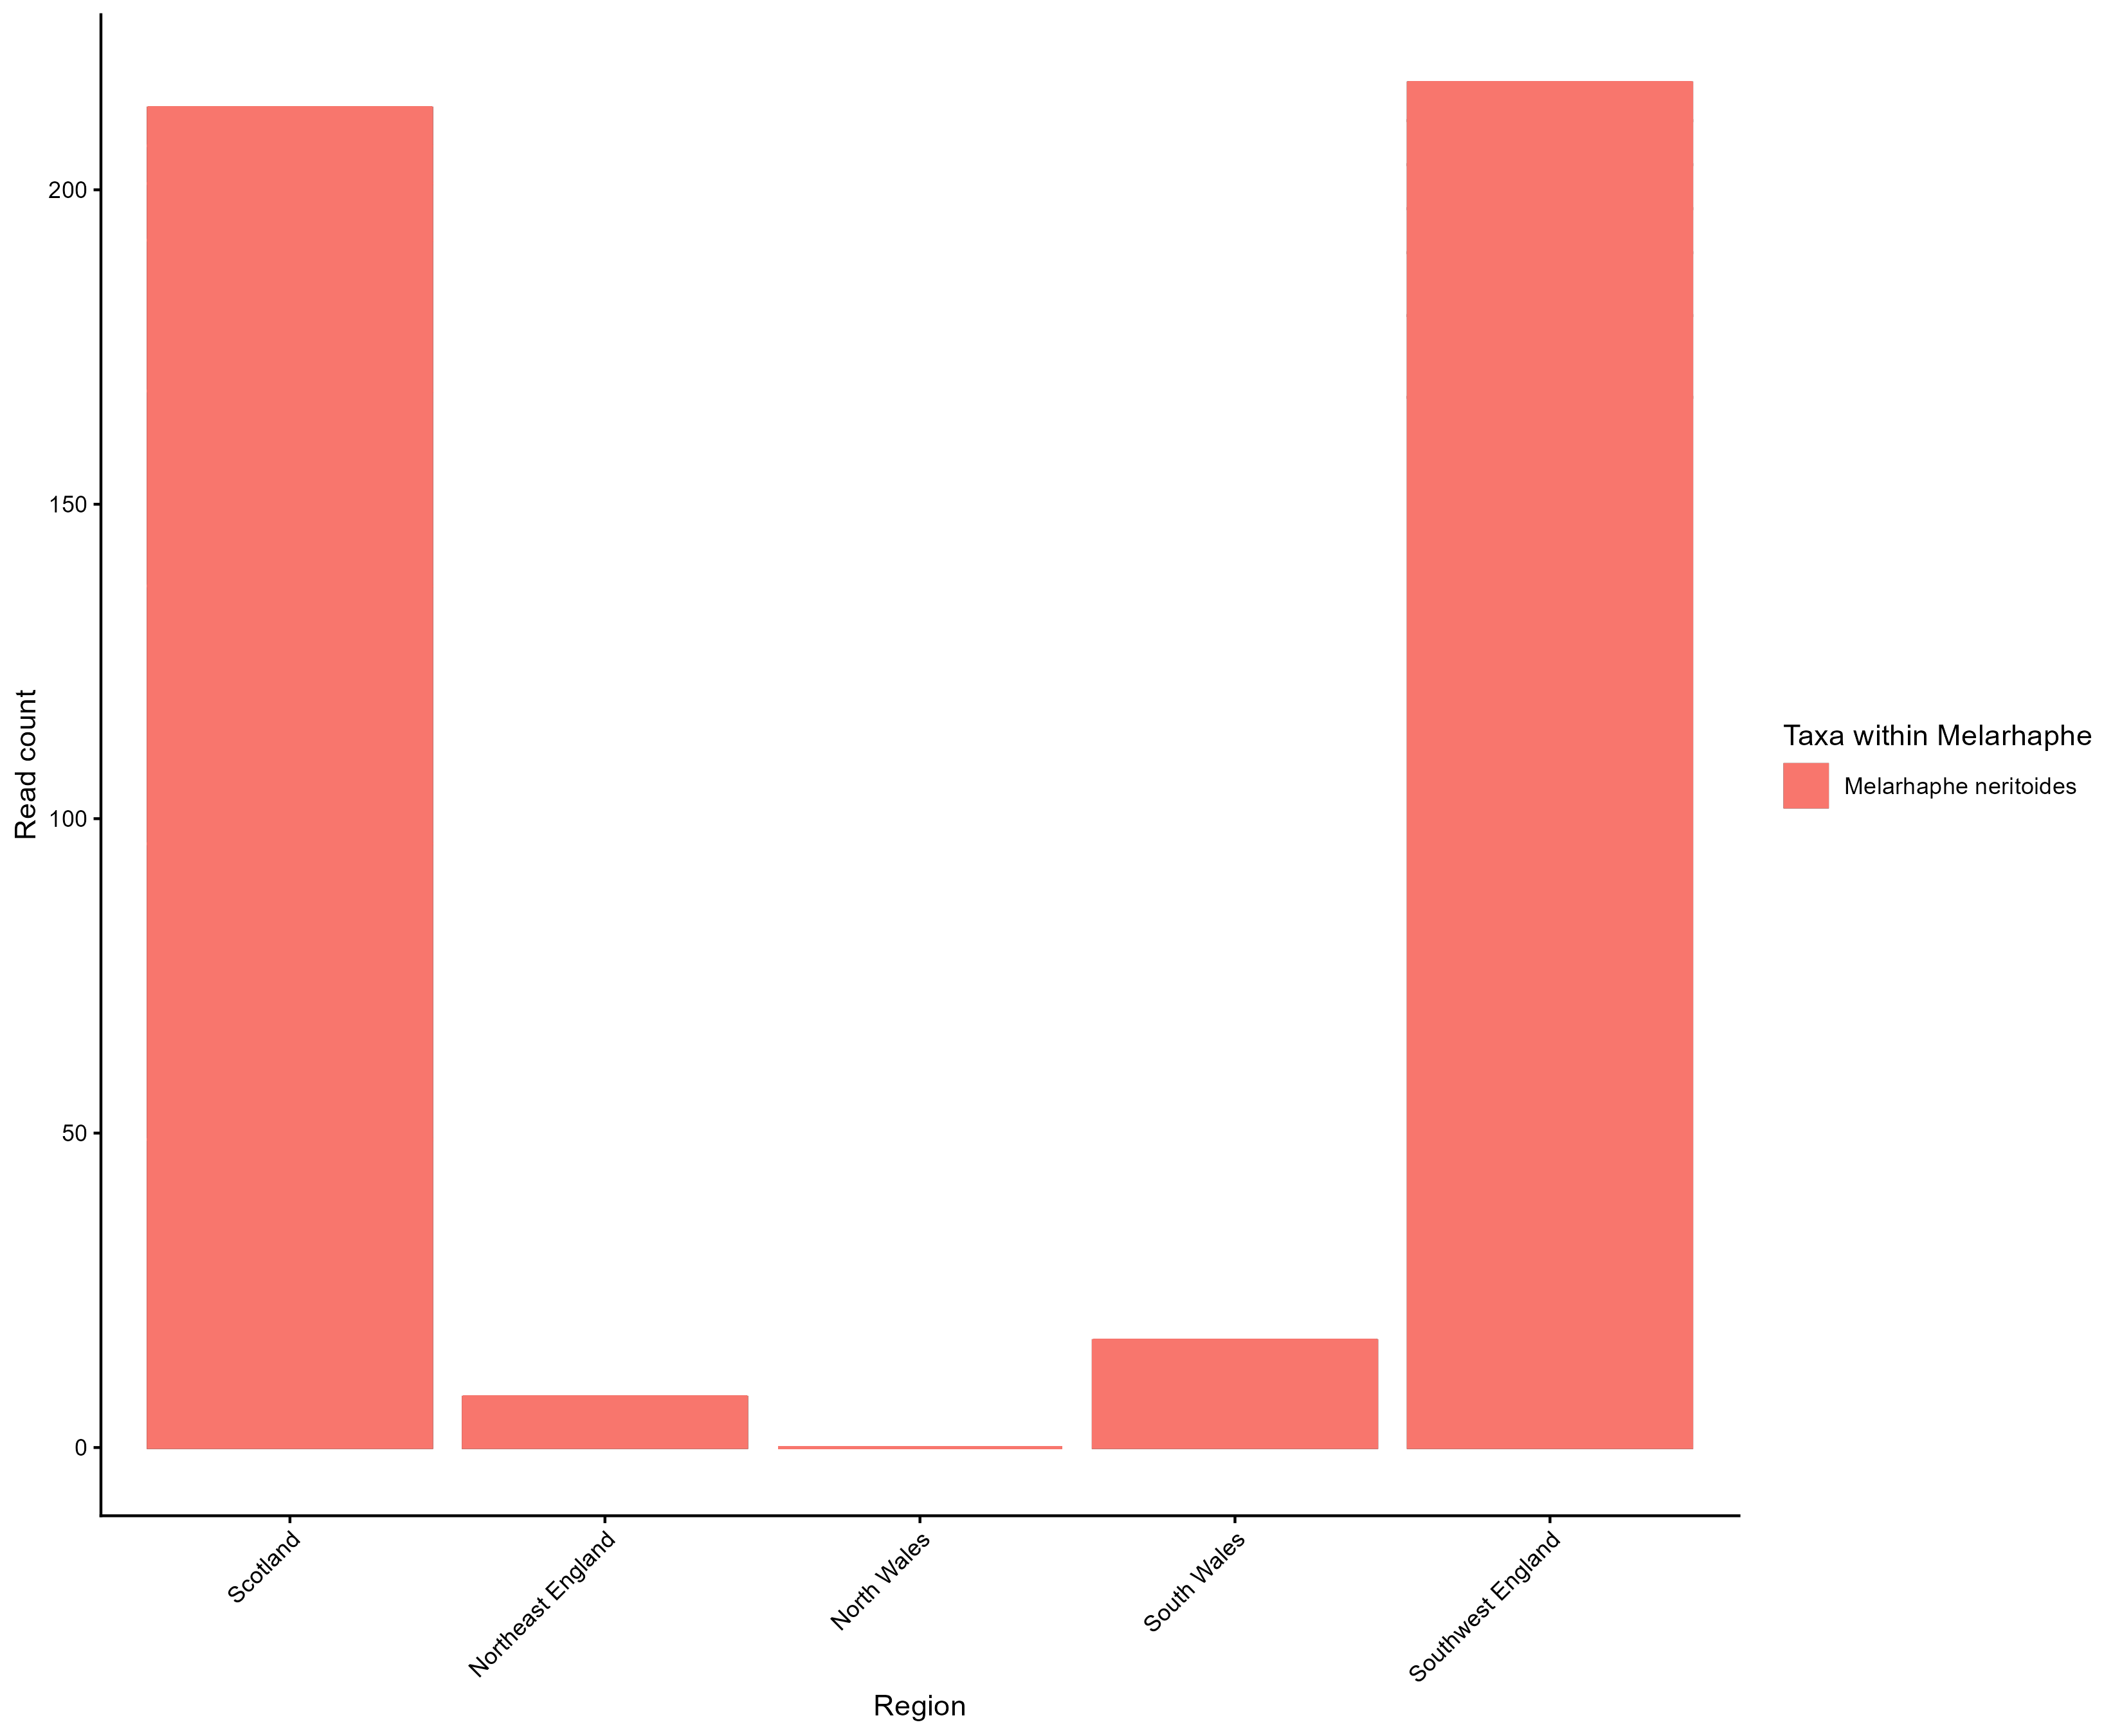 200
150
100
50
0
Read count
Scotland
Northeast England
North Wales
South Wales
Southwest England
Region
Taxa within Melarhaphe
Melarhaphe neritoides